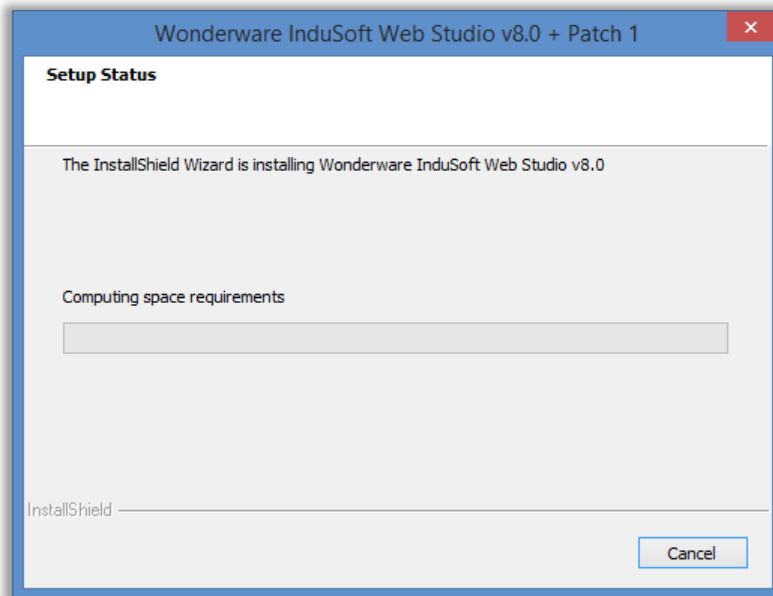 Wonderware InduSoft Web Studio v8.0 + Patch 1
Setup Status
The InstallShield Wizard is installing Wonderware InduSoft Web Studio v8.0
Computing space requirements
InstallShield
Cancel